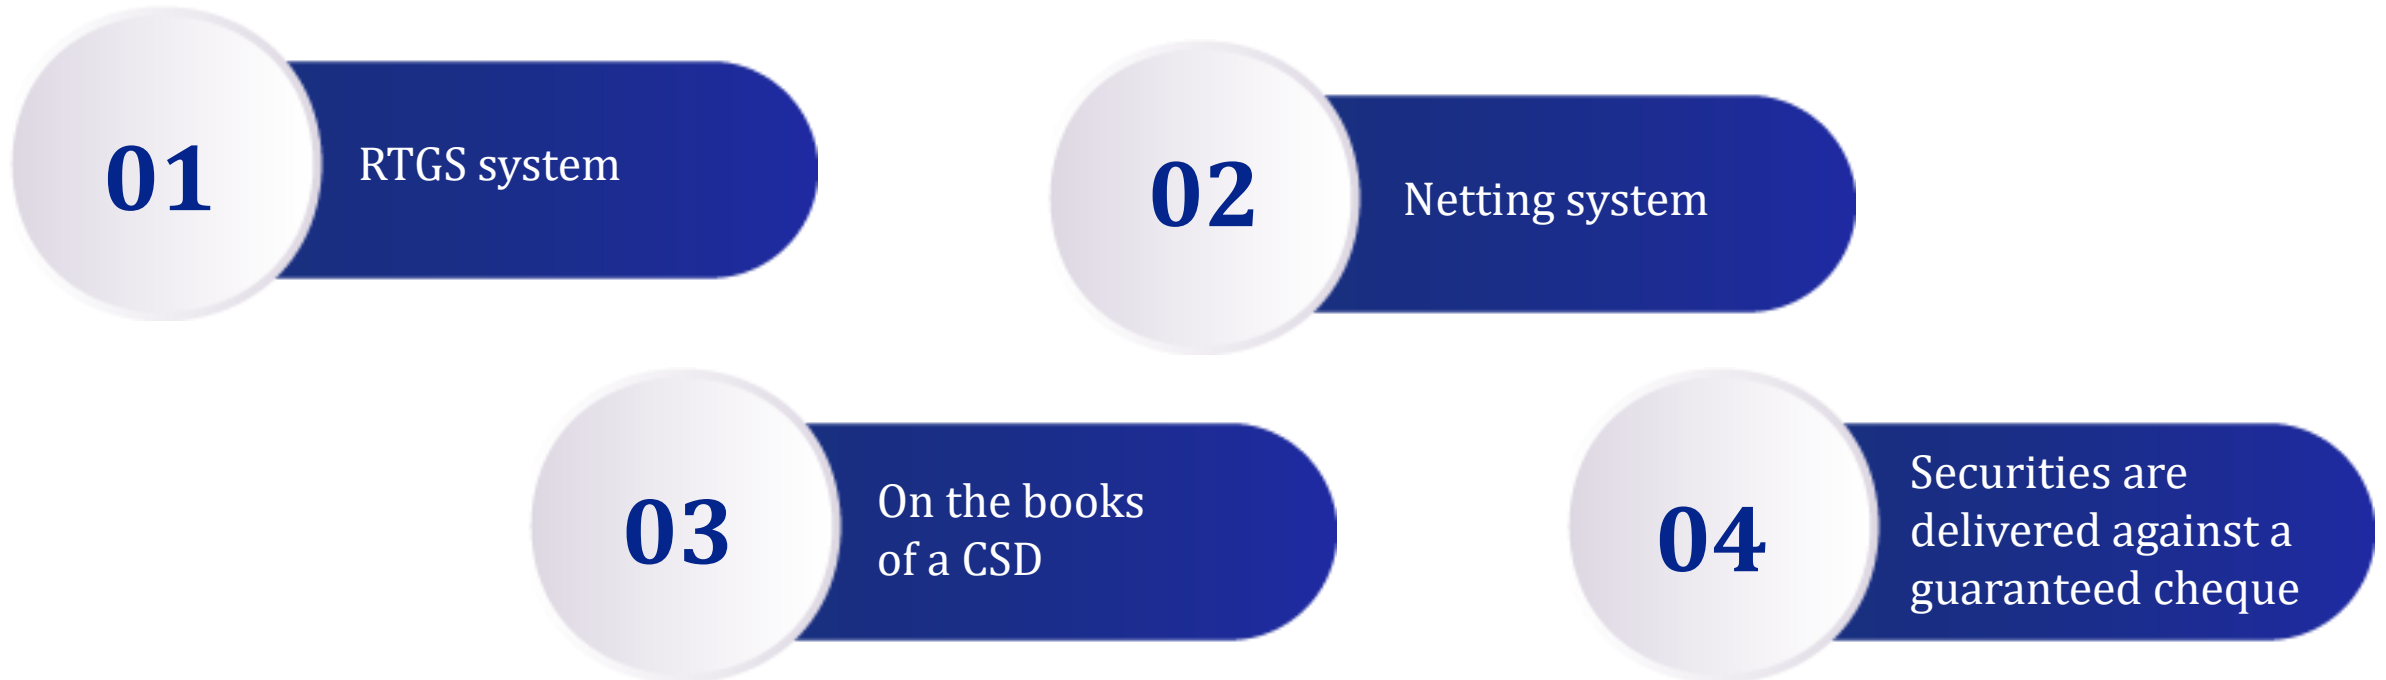 01
RTGS system
02
Netting system
03
On the books
of a CSD
04
Securities are
delivered against a
guaranteed cheque